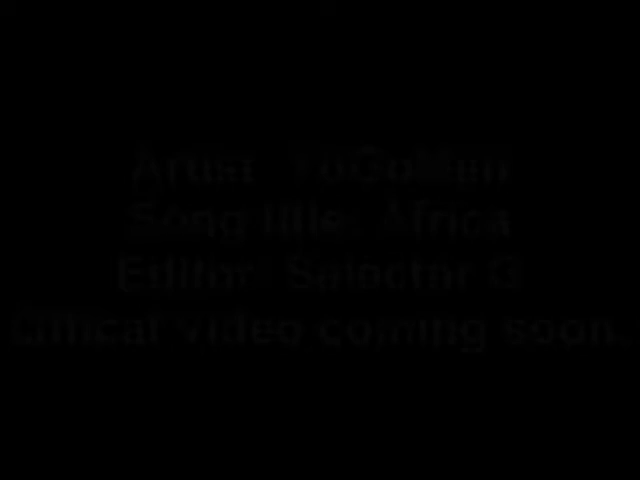 Artist:
Song title: Africa
Editor: Selector G
Offical video coming soon.